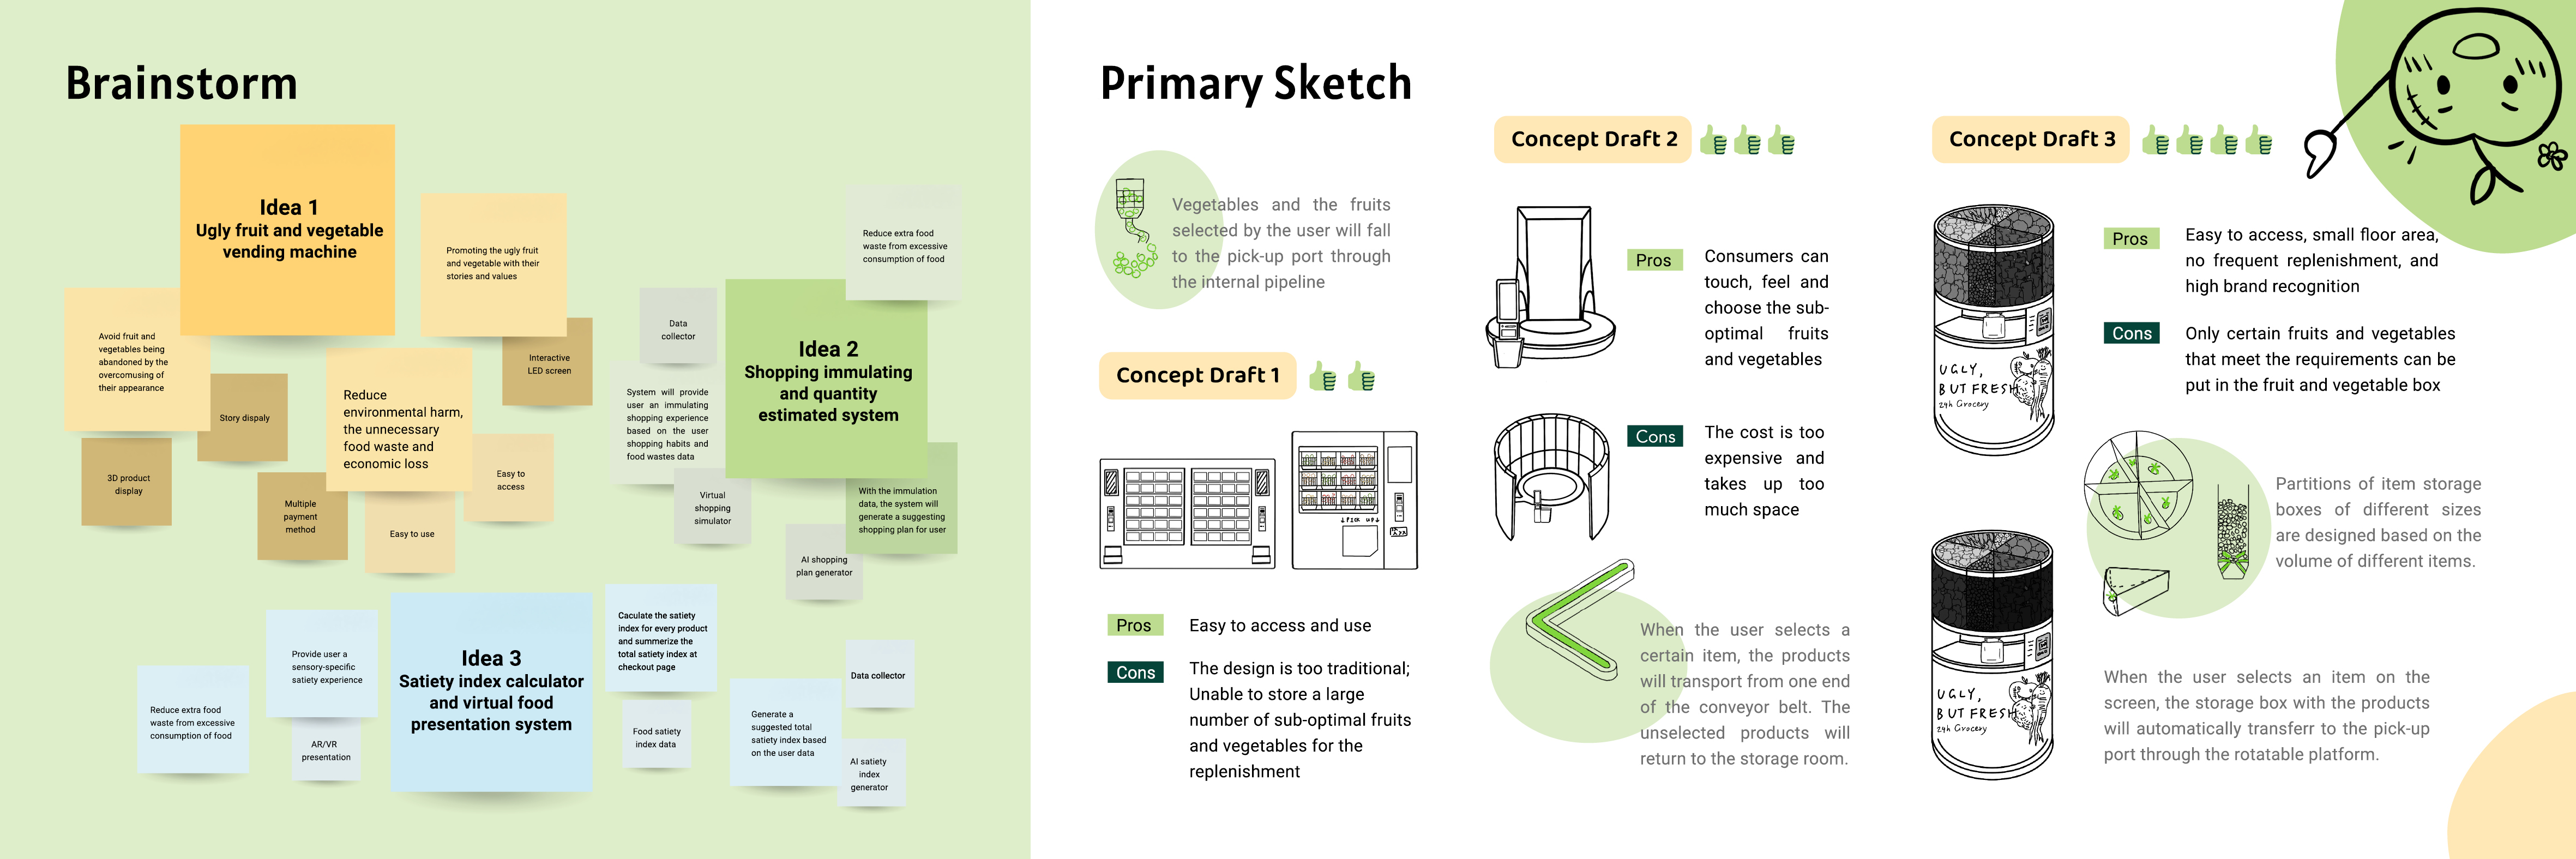 Brainstorm
Idea 1
Ugly fruit and vegetable
vending machine
Promoting the ugly fruit
and vegetable with their
stories and values
Avoid fruit and
vegetables being
abandoned by the
overcomusing of
their appearance
Interactive
LED screen
Story dispaly
Reduce
environmental harm,
the unnecessary
food waste and
economic loss
3D product
display
Multiple
payment
method
Easy to use
Easy to
access
Reduce extra food
waste from excessive
consumption of food
Data
collector
Idea 2
Shopping immulating
and quantity
estimated system
System will provide
user an immulating
shopping experience
based on the user
shopping habits and
food wastes data
Virtual
shopping
simulator
With the immulation
data, the system will
generate a suggesting
shopping plan for user
AI shopping
plan generator
Idea 3
Satiety index calculator
and virtual food
presentation system
Provide user a
sensory-specific
satiety experience
Reduce extra food
waste from excessive
consumption of food
AR/VR
presentation
Caculate the satiety
index for every product
and summerize the
total satiety index at
checkout page
Food satiety
index data
Generate a
suggested total
satiety index based
on the user data
Data collector
AI satiety
index
generator
Primary Sketch
Vegetables and the fruits
selected by the user will fall
to the pick-up port through
the internal pipeline
Concept Draft 1
PICK UP
Pros
Easy to access and use
Cons
The design is too traditional;
Unable to store a large
number of sub-optimal fruits
and vegetables for the
replenishment
Concept Draft 2
Pros
Consumers can
touch, feel and
choose the sub-
optimal fruits
and vegetables
Cons
The cost is too
expensive and
takes up too
much space
When the user selects a
certain item, the products
will transport from one end
of the conveyor belt. The
unselected products will
return to the storage room.
Concept Draft 3
UGLY,
BUT FRESH
24h Grocery
Pros
Easy to access, small floor area,
no frequent replenishment, and
high brand recognition
Cons
Only certain fruits and vegetables
that meet the requirements can be
put in the fruit and vegetable box
Partitions of item storage
boxes of different sizes
are designed based on the
volume of different items.
UGLY,
BUT FRESH
24h Grocery
When the user selects an item on the
screen, the storage box with the products
will automatically transferr to the pick-up
port through the rotatable platform.